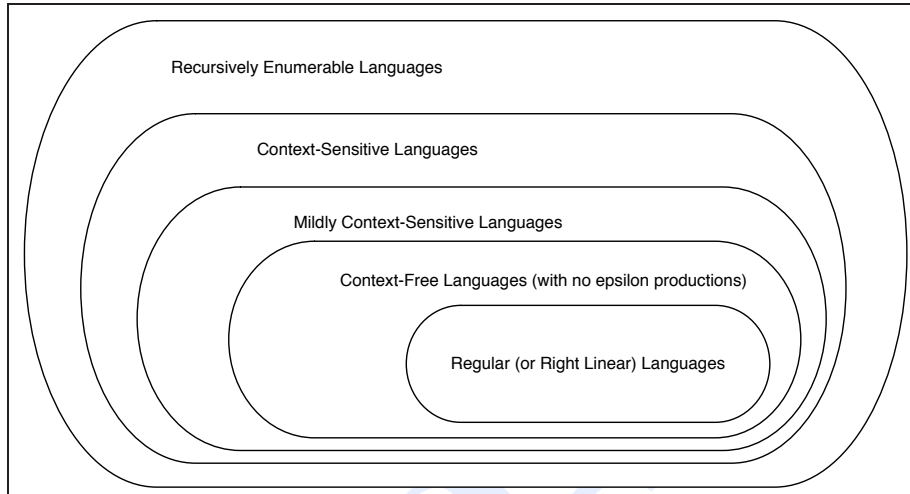 Recursively Enumerable Languages
Context-Sensitive Languages
Mildly Context-Sensitive Languages
Context-Free Languages (with no epsilon productions)
Regular (or Right Linear) Languages